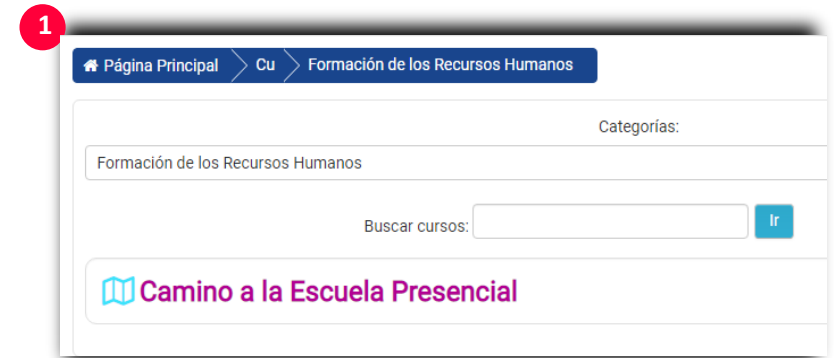 1
Página Principal Cu Formación de los Recursos Humanos
Categorías:
Formación de los Recursos Humanos
Buscar cursos: Ir
Camino a la Escuela Presencial